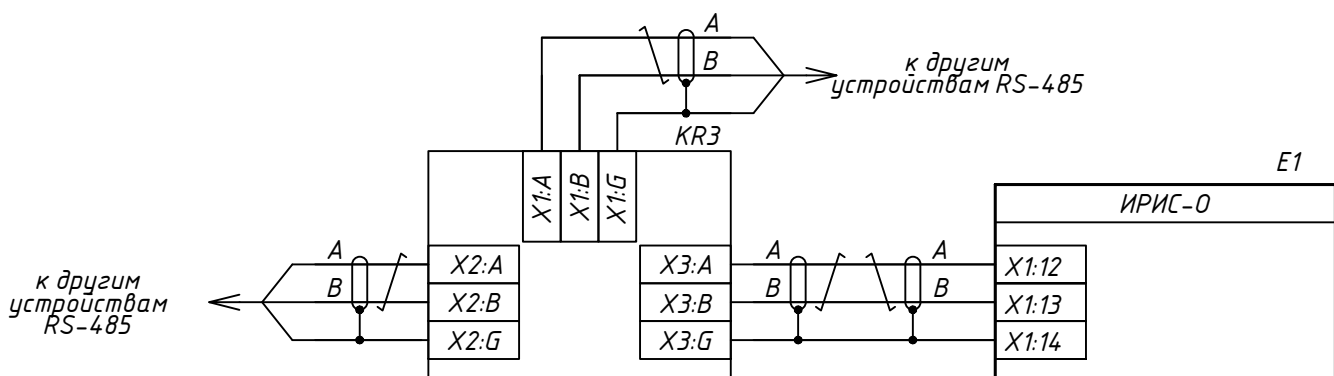 A
B
к другим
устройствам RS-485
KR3
E1
X1:A
X1:B
X1:G
ИРИС-О
A
X2:A
X3:A
A
A
X1:12
к другим
устройствам
RS-485
B
X2:B
X3:B
B
B
X1:13
X2:G
X3:G
X1:14